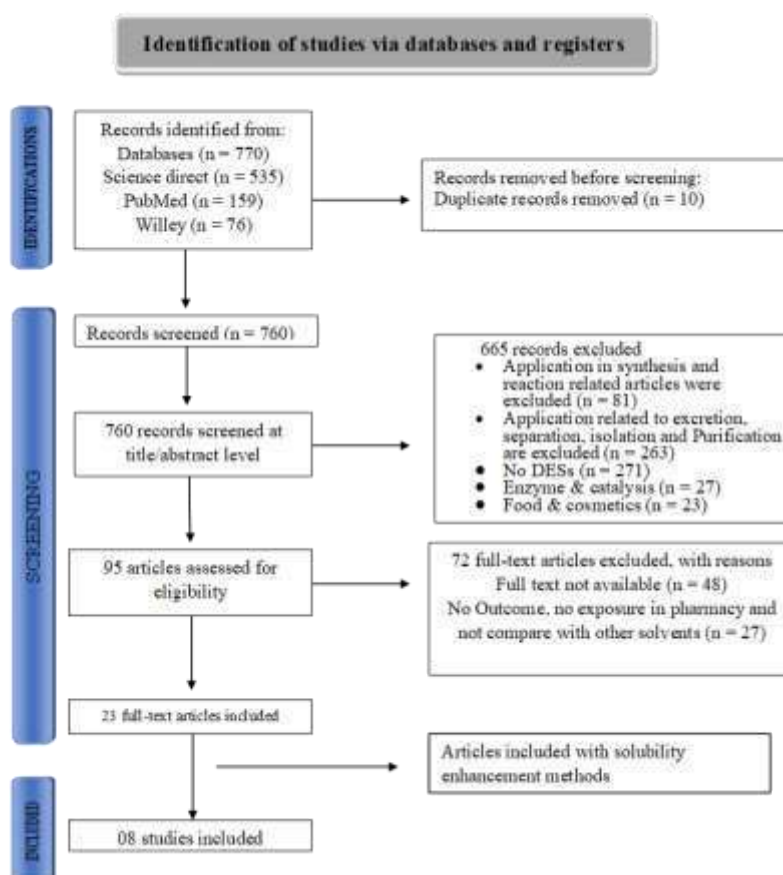 Identification of studies via databases and registers
IDENTIFICATIONS
Records identified from:
Databases (n = 770)
Science direct (n = 535)
PubMed (n = 159)
Willey (n = 76)
Records removed before screening:
Duplicate records removed (n = 10)
SCREENING
Records screened (n = 760)
760 records screened at
title/abstract level
665 records excluded
• Application in synthesis and
reaction related articles were
excluded (n = 81)
• Application related to excretion,
separation, isolation and Purification
are excluded (n = 263)
● No DESs (n = 271)
● Enzyme & catalysis (n = 27)
● Food & cosmetics (n = 23)
95 articles assessed for
eligibility
72 full-text articles excluded, with reasons
Full text not available (n = 48)
No Outcome, no exposure in pharmacy and
not compare with other solvents (n = 27)
23 full-text articles included
Articles included with solubility
enhancement methods
INCLUDED
08 studies included